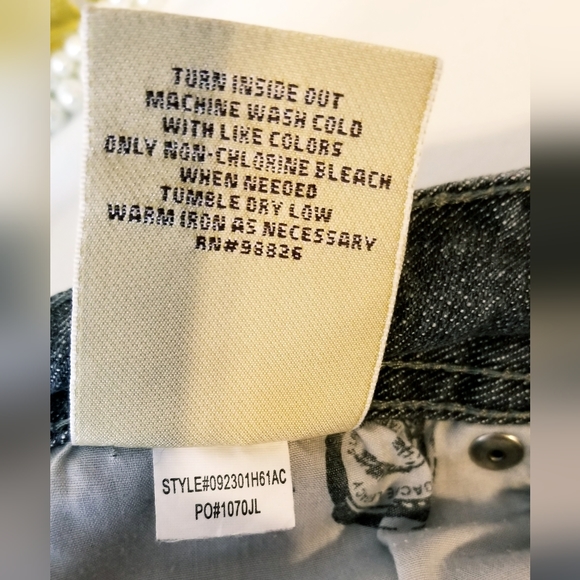 TURN INSIDE OUT
MACHINE WASH COLD
WITH LIKE COLORS
ONLY NON-CHLORINE BLEACH
WHEN NEEDED
TUMBLE DRY LOW
WARM IRON AS NECESSARY
RN#98826
STYLE#092301H61AC
PO#1070JL